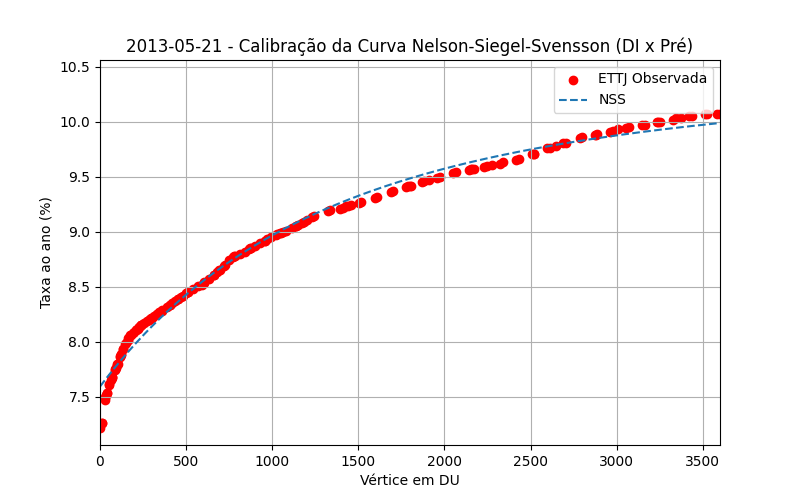 2013-05-21 - Calibração da Curva Nelson-Siegel-Svensson (DI x Pré)
ETTJ Observada
NSS
Taxa ao ano (%)
10.5
10.0
9.5
9.0
8.5
8.0
7.5
0 500 1000 1500 2000 2500 3000 3500
Vértice em DU